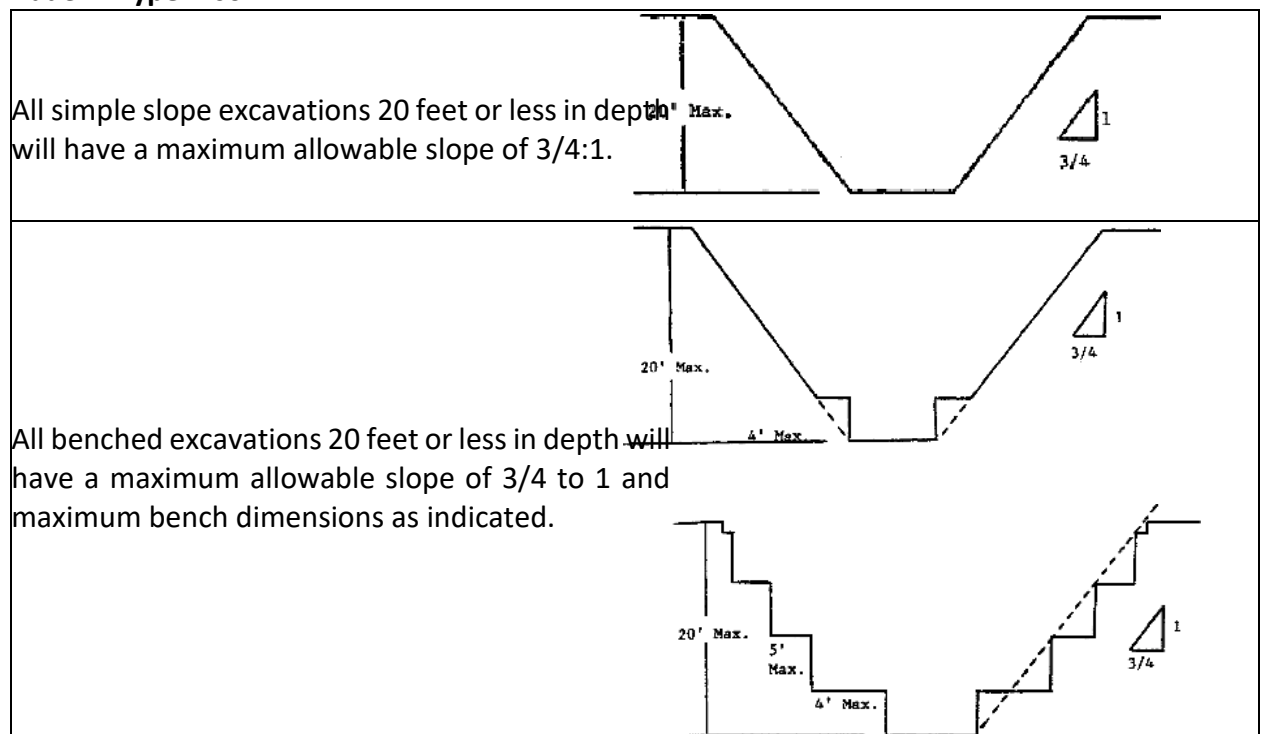 All simple slope excavations 20 feet or less in depth
will have a maximum allowable slope of 3/4:1.
20' Max.
1
3/4
All benched excavations 20 feet or less in depth will
have a maximum allowable slope of 3/4 to 1 and
maximum bench dimensions as indicated.
20' Max.
4' Max.
1
3/4
20' Max.
5'
Max.
4' Max.
1
3/4